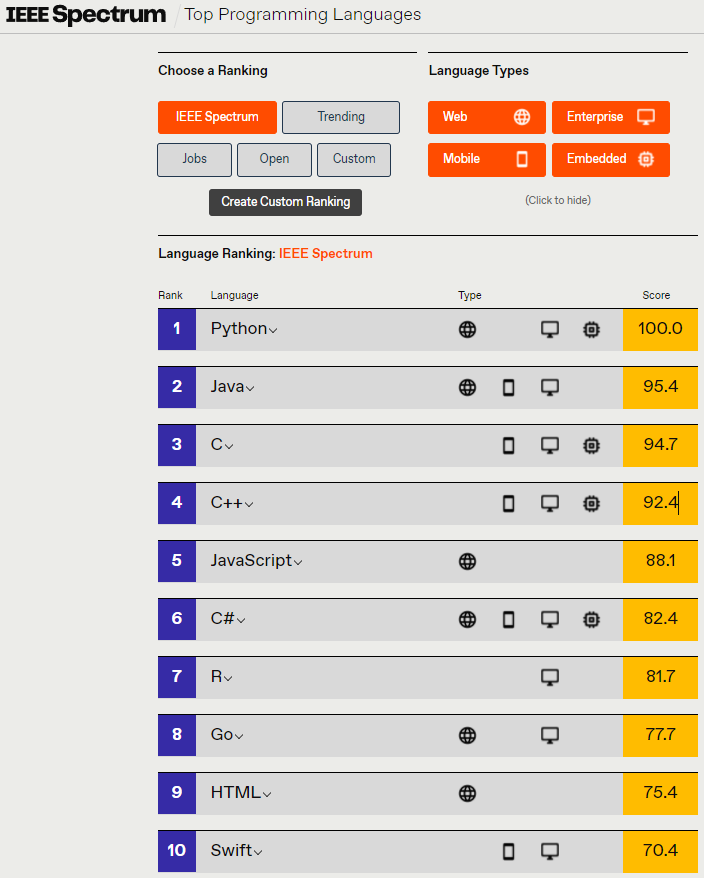 IEEE Spectrum / Top Programming Languages
Choose a Ranking
Language Types
IEEE Spectrum Trending
Web Enterprise
Jobs Open Custom
Mobile Embedded
Create Custom Ranking
(Click to hide)
Language Ranking: IEEE Spectrum
Rank Language Type Score
1 Python 100.0
2 Java 95.4
3 C 94.7
4 C++ 92.4
5 JavaScript 88.1
6 C# 82.4
7 R 81.7
8 Go 77.7
9 HTML 75.4
10 Swift 70.4